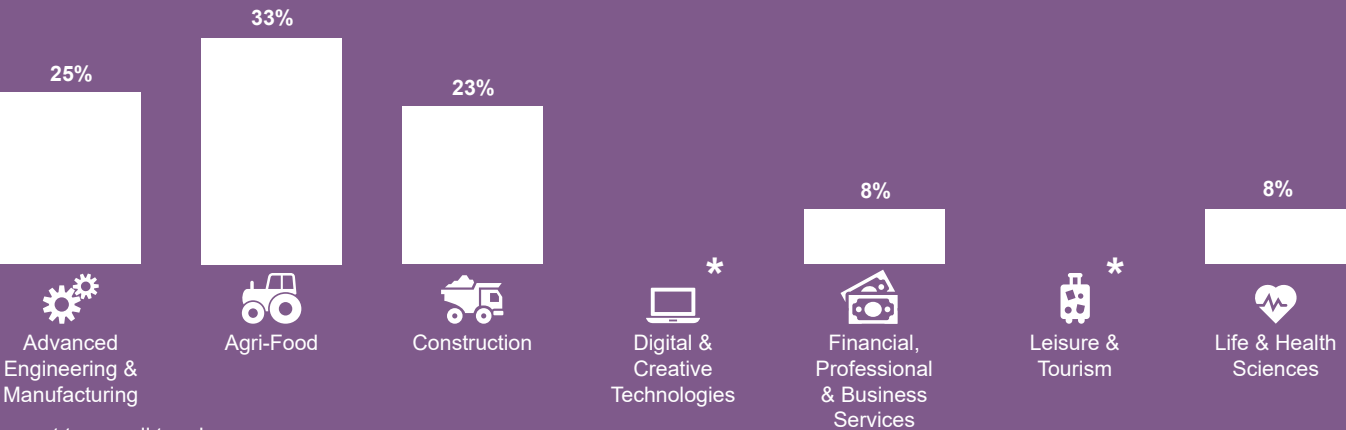 33%
25%
23%
8%
8%
*
*
Advanced
Engineering &
Manufacturing
Agri-Food
Construction
Digital &
Creative
Technologies
Financial,
Professional
& Business
Services
Leisure &
Tourism
Life & Health
Sciences